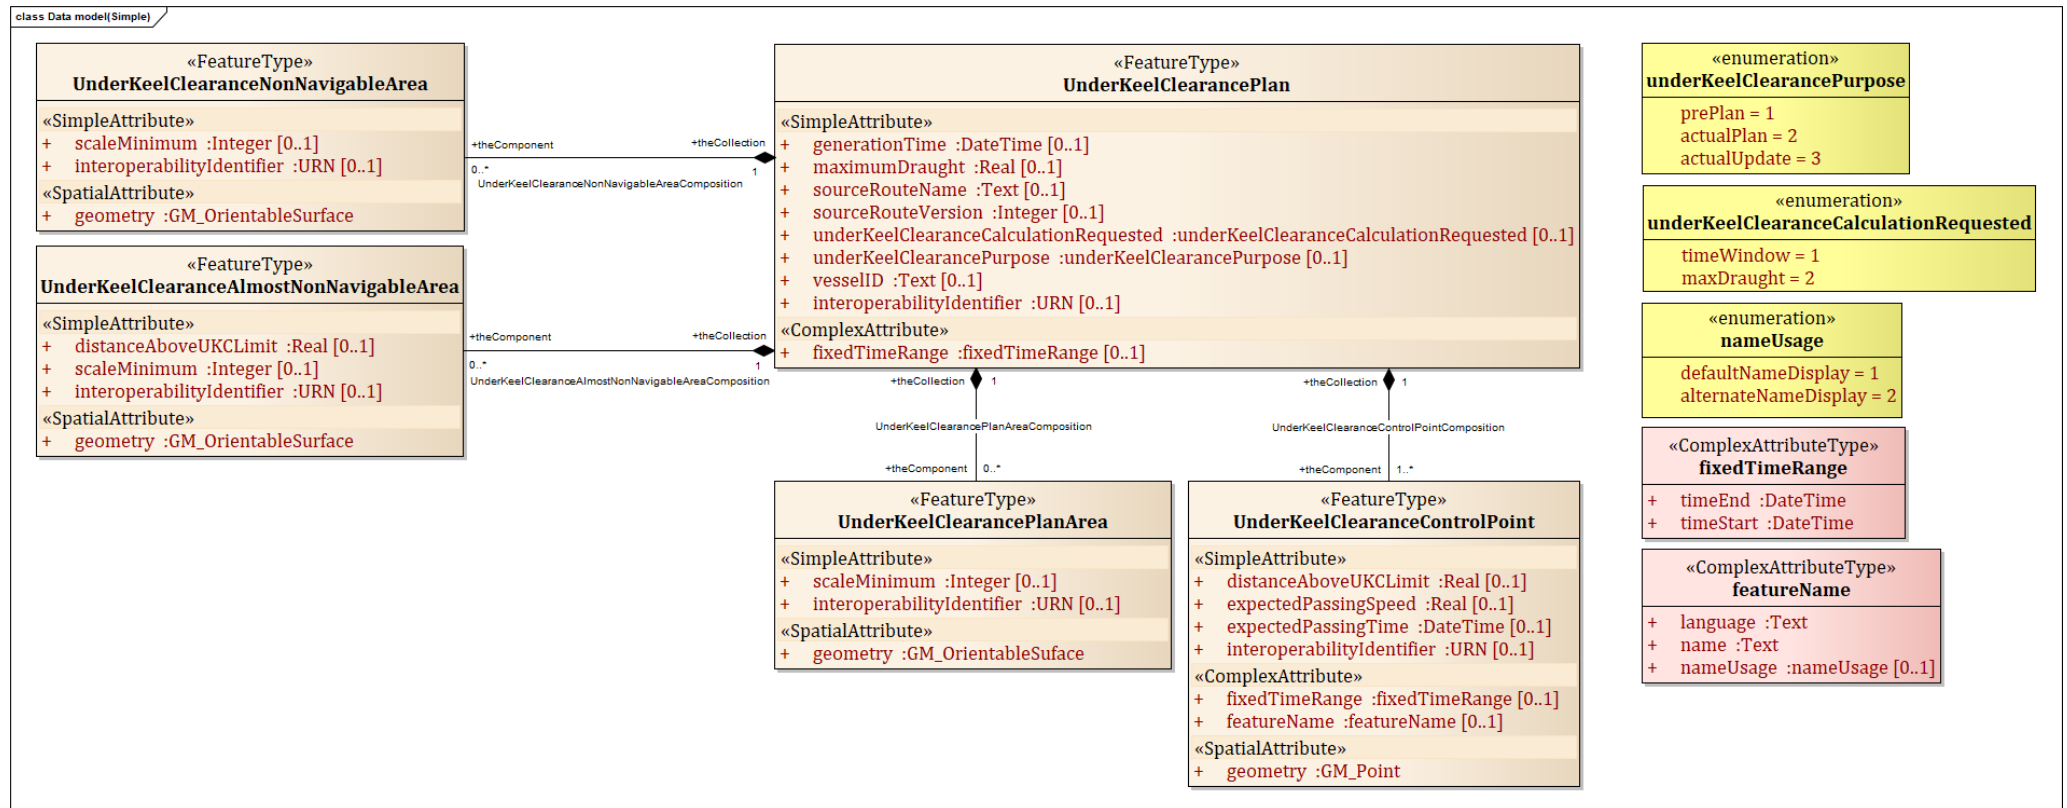 class Data model(Simple)
«FeatureType»
UnderKeelClearanceNonNavigableArea
«SimpleAttribute»
+ scaleMinimum :Integer [0..1]
+ interoperabilityIdentifier :URN [0..1]
«SpatialAttribute»
+ geometry :GM_OrientableSurface
+theComponent
0..*
+theCollection
1
UnderKeelClearanceNonNavigableAreaComposition
«FeatureType»
UnderKeelClearanceAlmostNonNavigableArea
«SimpleAttribute»
+ distanceAboveUKCLimit :Real [0..1]
+ scaleMinimum :Integer [0..1]
+ interoperabilityIdentifier :URN [0..1]
«SpatialAttribute»
+ geometry :GM_OrientableSurface
+theComponent
0..*
+theCollection
1
UnderKeelClearanceAlmostNonNavigableAreaComposition
«FeatureType»
UnderKeelClearancePlan
«SimpleAttribute»
+ generationTime :DateTime [0..1]
+ maximumDraught :Real [0..1]
+ sourceRouteName :Text [0..1]
+ sourceRouteVersion :Integer [0..1]
+ underKeelClearanceCalculationRequested :underKeelClearanceCalculationRequested [0..1]
+ underKeelClearancePurpose :underKeelClearancePurpose [0..1]
+ vesselID :Text [0..1]
+ interoperabilityIdentifier :URN [0..1]
«ComplexAttribute»
+ fixedTimeRange :fixedTimeRange [0..1]
+theCollection 1
UnderKeelClearancePlanAreaComposition
+theComponent 0..*
+theCollection 1
UnderKeelClearanceControlPointComposition
+theComponent 1..*
«FeatureType»
UnderKeelClearancePlanArea
«SimpleAttribute»
+ scaleMinimum :Integer [0..1]
+ interoperabilityIdentifier :URN [0..1]
«SpatialAttribute»
+ geometry :GM_OrientableSuface
«FeatureType»
UnderKeelClearanceControlPoint
«SimpleAttribute»
+ distanceAboveUKCLimit :Real [0..1]
+ expectedPassingSpeed :Real [0..1]
+ expectedPassingTime :DateTime [0..1]
+ interoperabilityIdentifier :URN [0..1]
«ComplexAttribute»
+ fixedTimeRange :fixedTimeRange [0..1]
+ featureName :featureName [0..1]
«SpatialAttribute»
+ geometry :GM_Point
«enumeration»
underKeelClearancePurpose
prePlan = 1
actualPlan = 2
actualUpdate = 3
«enumeration»
underKeelClearanceCalculationRequested
timeWindow = 1
maxDraught = 2
«enumeration»
nameUsage
defaultNameDisplay = 1
alternateNameDisplay = 2
«ComplexAttributeType»
fixedTimeRange
+ timeEnd :DateTime
+ timeStart :DateTime
«ComplexAttributeType»
featureName
+ language :Text
+ name :Text
+ nameUsage :nameUsage [0..1]